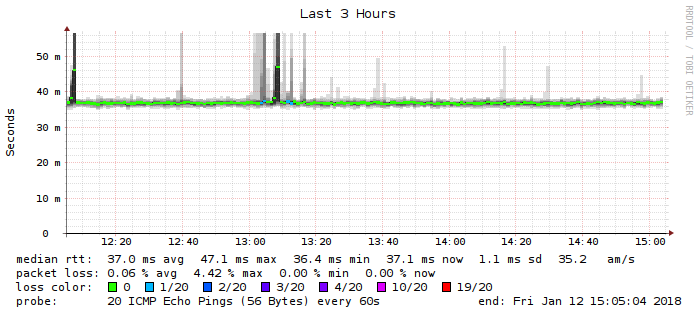 Last 3 Hours
RRDTOOL / TOBI OETIKER
Seconds
50 m
40 m
30 m
20 m
10 m
0
12:20 12:40 13:00 13:20 13:40 14:00 14:20 14:40 15:00
median rtt: 37.0 ms avg 47.1 ms max 36.4 ms min 37.1 ms now 1.1 ms sd 35.2 am/s
packet loss: 0.06 % avg 4.42 % max 0.00 % min 0.00 % now
loss color: 0 1/20 2/20 3/20 4/20 10/20 19/20
probe: 20 ICMP Echo Pings (56 Bytes) every 60s end: Fri Jan 12 15:05:04 2018